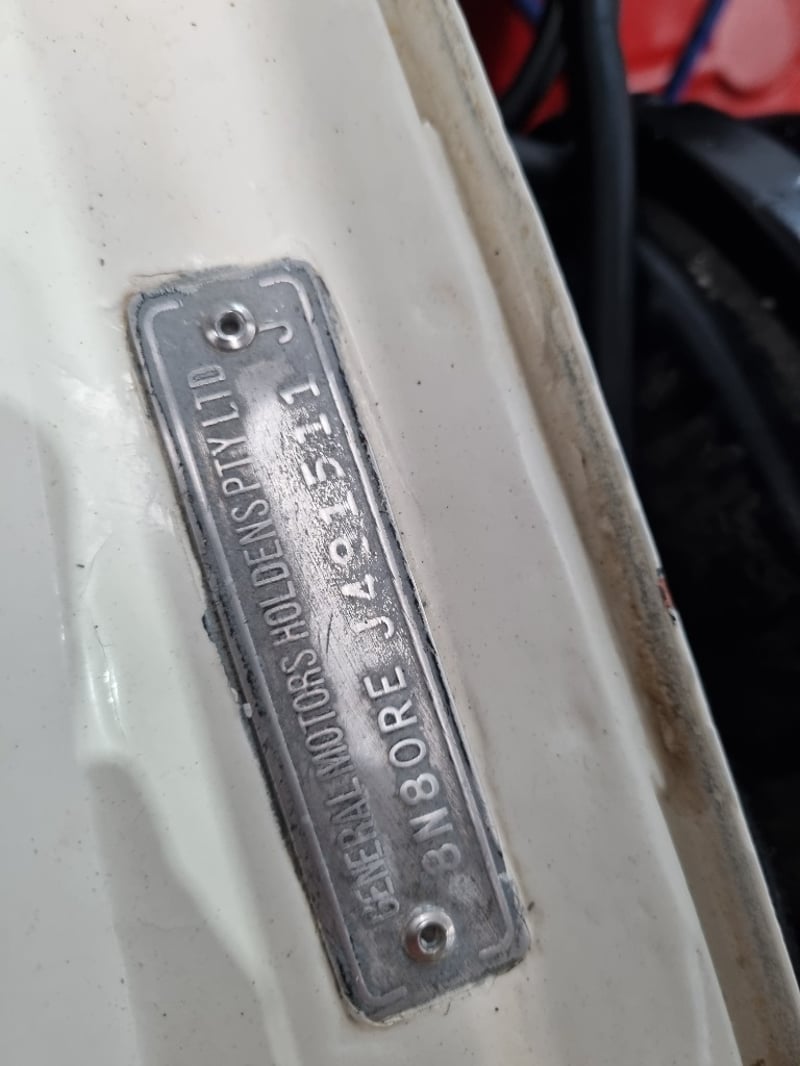 GENERAL MOTORS HOLDENS PTY LTD
8N80RE J491511 J